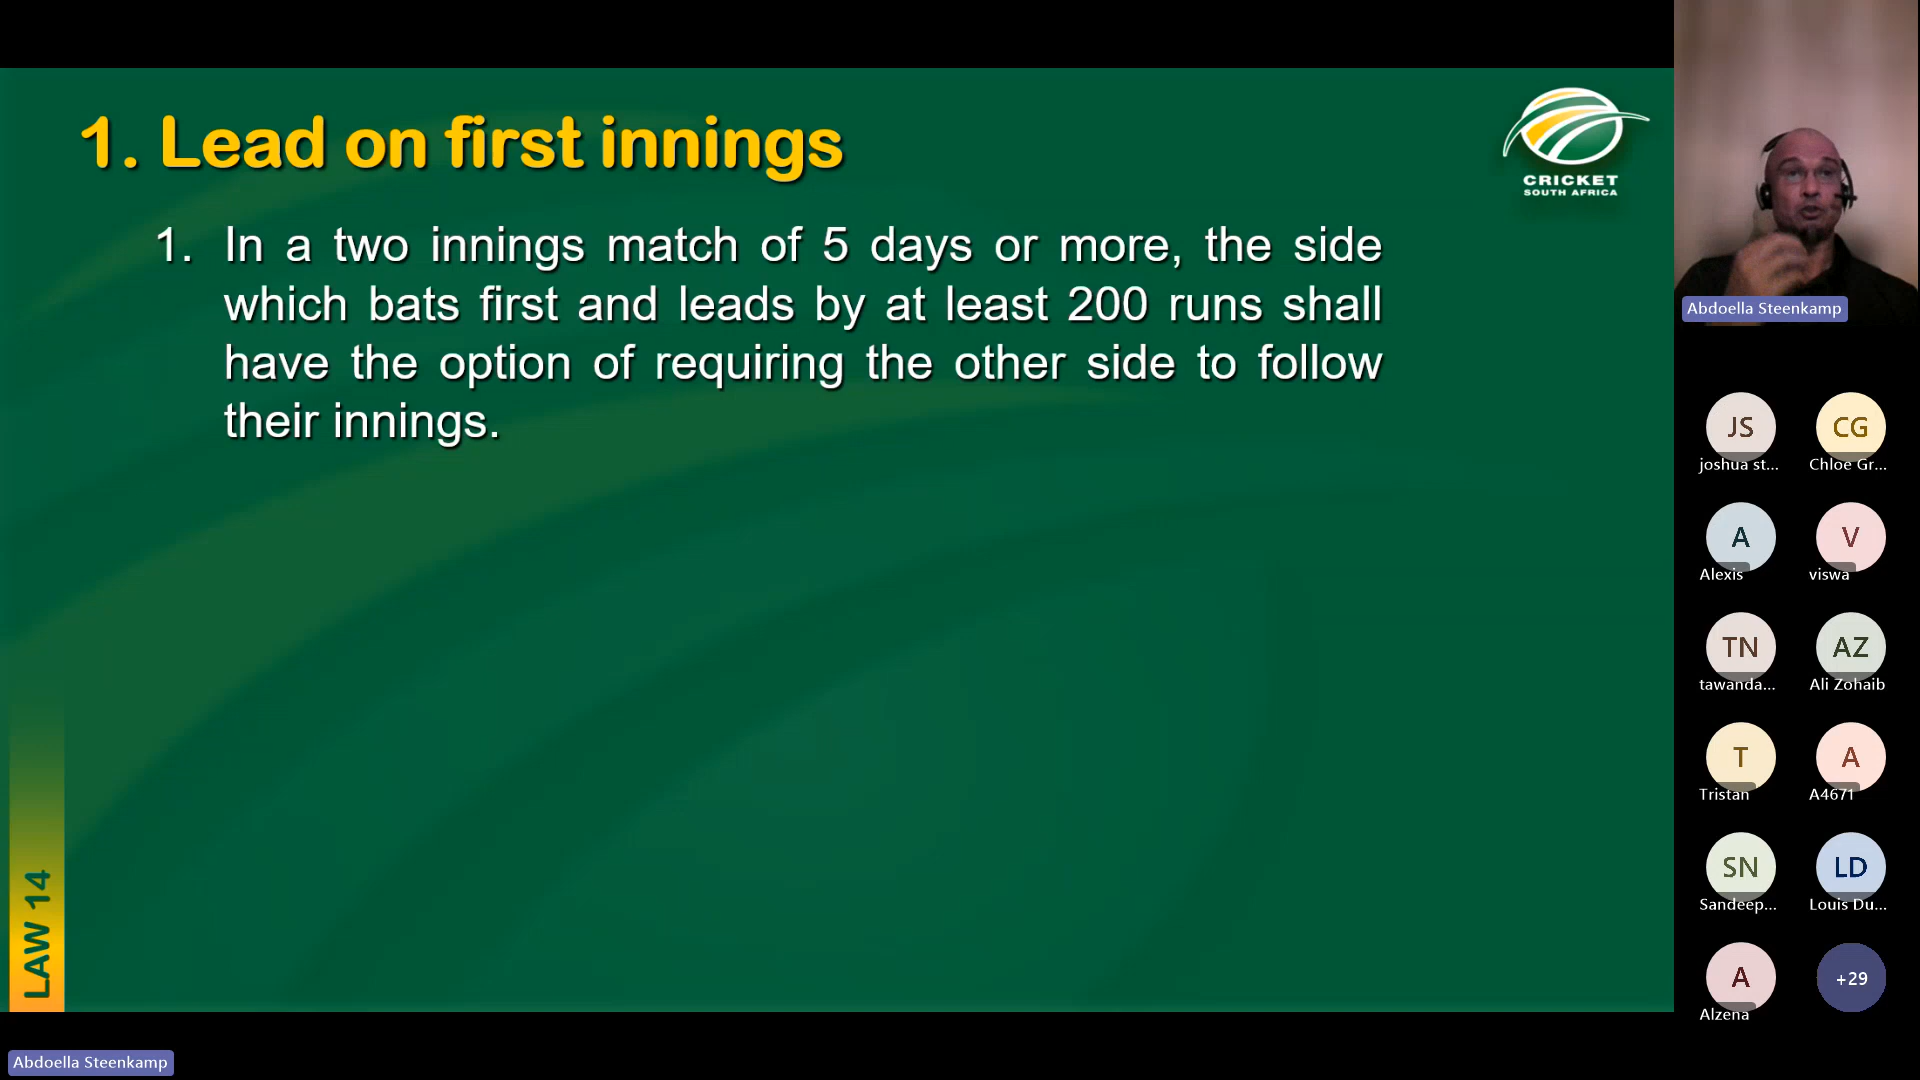 1. Lead on first innings
CRICKET
SOUTH AFRICA
1. In a two innings match of 5 days or more, the side
which bats first and leads by at least 200 runs shall
have the option of requiring the other side to follow
their innings.
LAW 14
Abdoella Steenkamp
Abdoella Steenkamp
JS
joshua st...
CG
Chloe Gr...
A
Alexis
V
viswa
TN
tawanda...
AZ
Ali Zohaib
T
Tristan
A
A4671
SN
Sandeep...
LD
Louis Du...
A
Alzena
+29